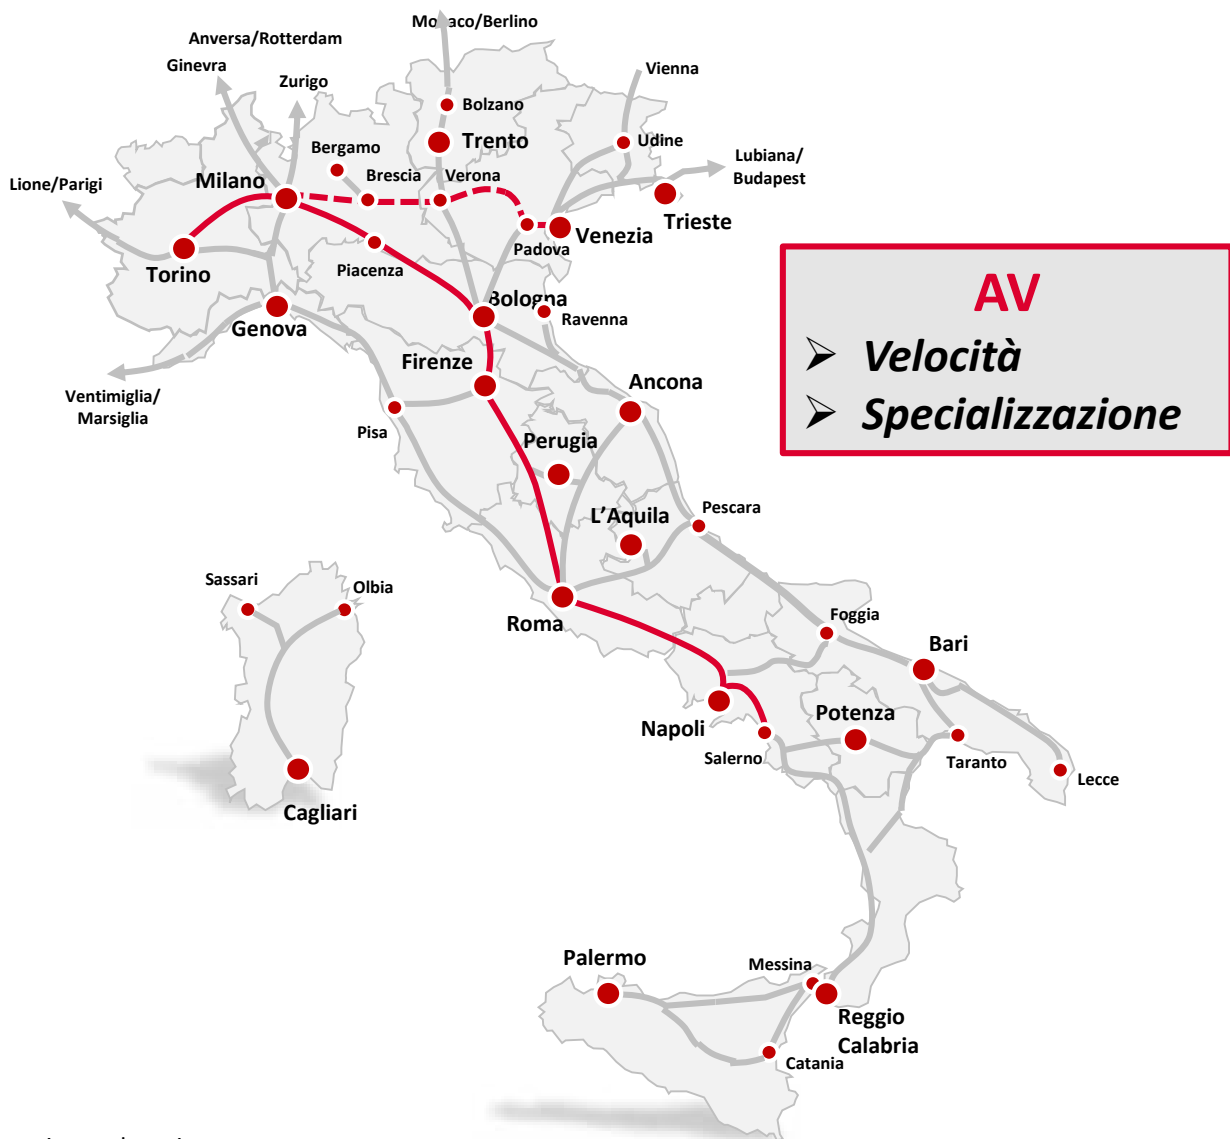 Monaco/Berlino
Anversa/Rotterdam
Ginevra
Zurigo
Vienna
Bolzano
Trento
Udine
Bergamo
Brescia
Verona
Lubiana/
Budapest
Lione/Parigi
Milano
Trieste
Venezia
Padova
Torino
Piacenza
Bologna
Ravenna
Genova
Firenze
Ancona
Ventimiglia/
Marsiglia
Pisa
Perugia
L’Aquila
Pescara
AV
➢ Velocità
➢ Specializzazione
Sassari
Olbia
Roma
Foggia
Bari
Napoli
Potenza
Salerno
Taranto
Lecce
Cagliari
Palermo
Messina
Reggio
Calabria
Catania